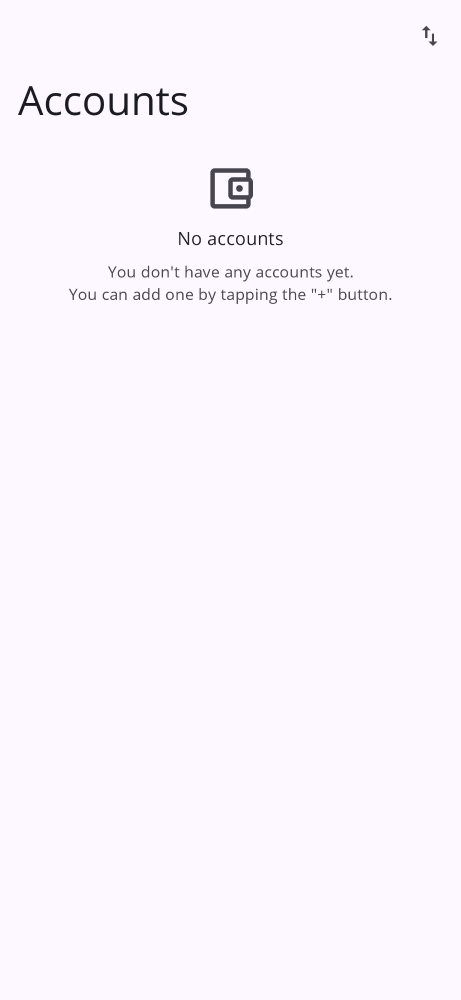 Accounts
No accounts
You don't have any accounts yet.
You can add one by tapping the "+" button.